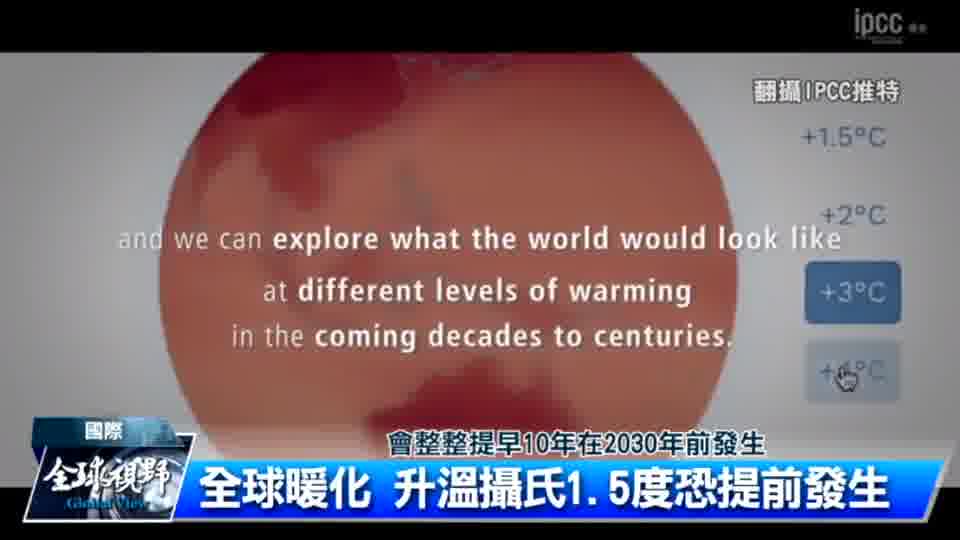 ipcc
翻攝IPCC推特
+1.5°C
+2°C
and we can explore what the world would look like
+3°C
at different levels of warming
in the coming decades to centuries.
+4°C
國際
會整整提早10年在2030年前發生
全球視野
Global View
全球暖化 升溫攝氏1.5度恐提前發生